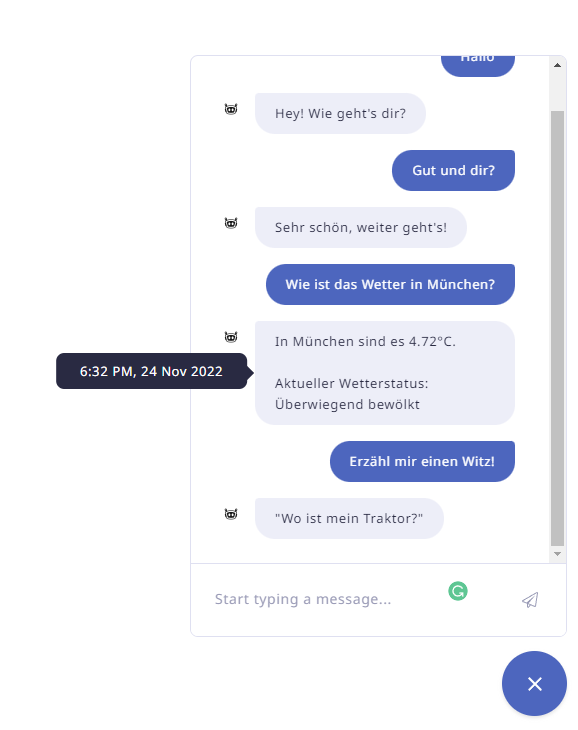 Hallo
Hey! Wie geht's dir?
Gut und dir?
Sehr schön, weiter geht's!
Wie ist das Wetter in München?
In München sind es 4.72°C.
6:32 PM, 24 Nov 2022
Aktueller Wetterstatus:
Überwiegend bewölkt
Erzähl mir einen Witz!
"Wo ist mein Traktor?"
Start typing a message...